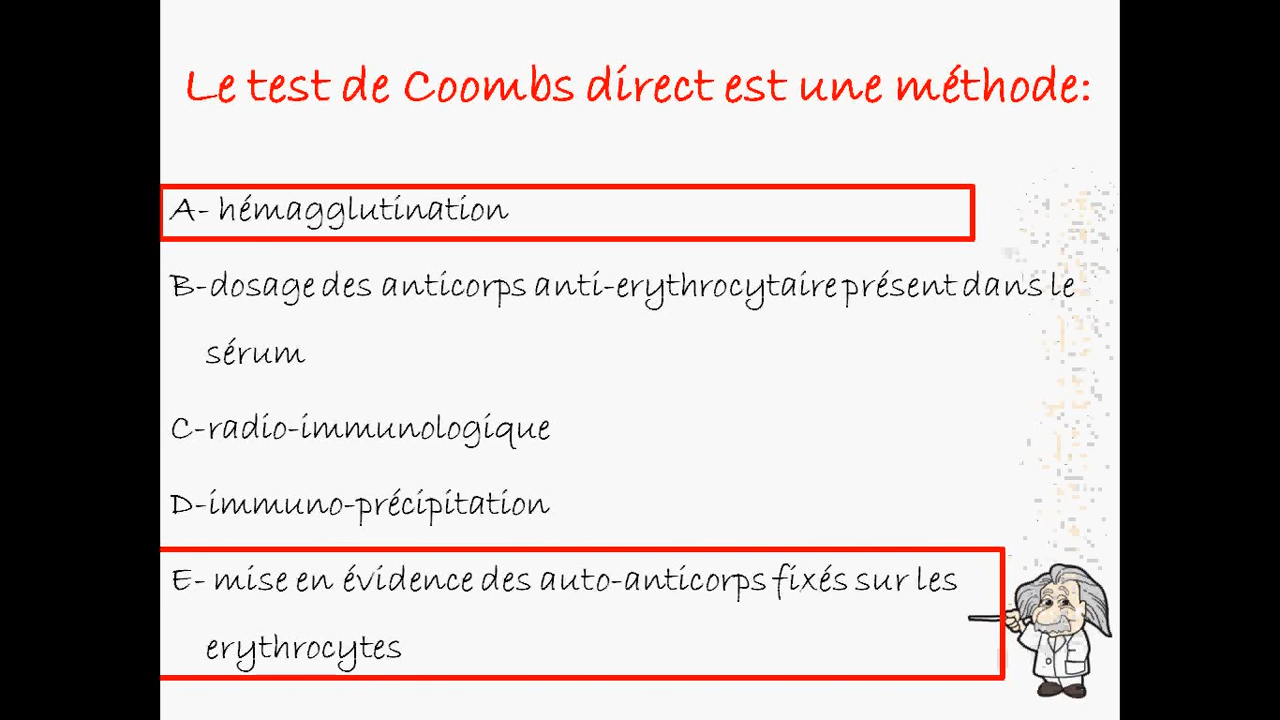 Le test de Coombs direct est une méthode:
A- hémagglutination
B-dosage des anticorps anti-erythrocytaire présent dans le
sérum
C-radio-immunologique
D-immuno-précipitation
E- mise en évidence des auto-anticorps fixés sur les
erythrocytes